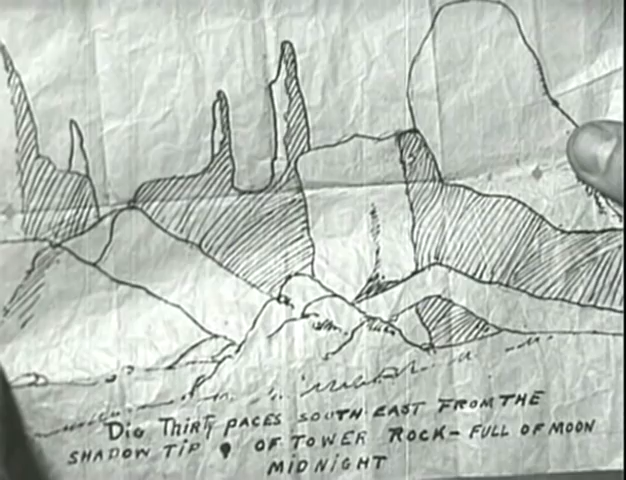 DIG THIRTY PACES SOUTH-EAST FROM THE
SHADOW TIP OF TOWER ROCK - FULL OF MOON
MIDNIGHT